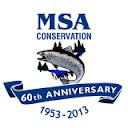 MSA
CONSERVATION
60th ANNIVERSARY
1953-2013